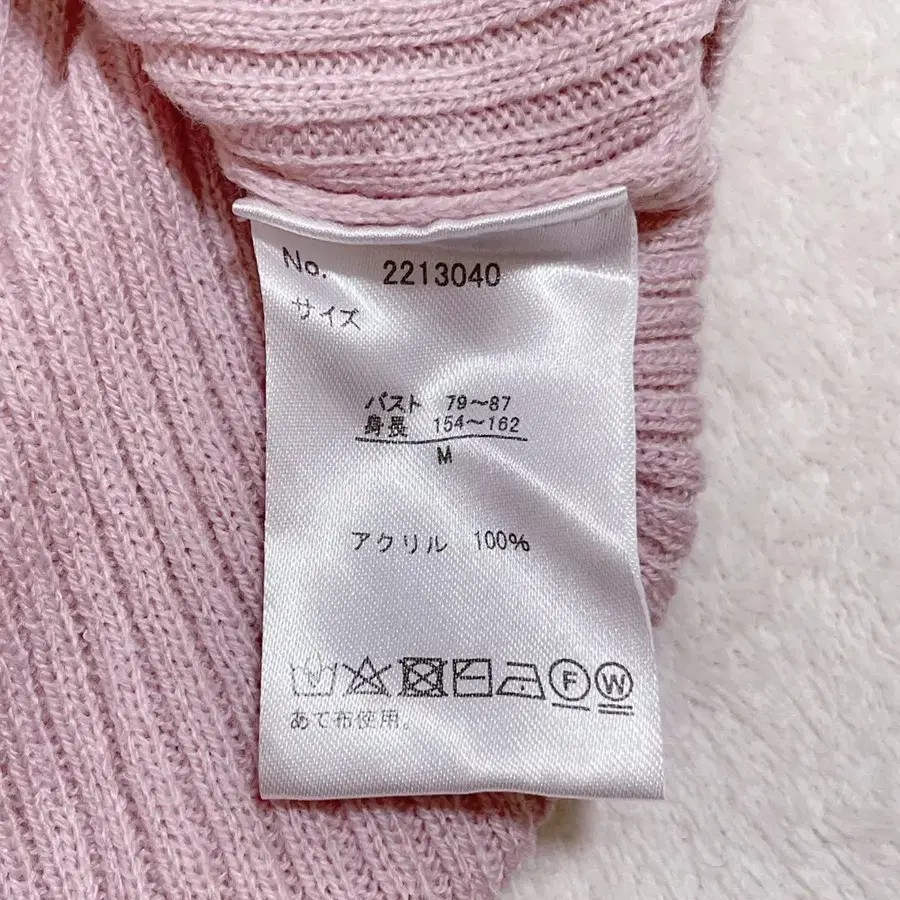 No. 2213040
サイズ
バスト 79～87
身長 154～162
M
アクリル 100%
F W
あて布使用。